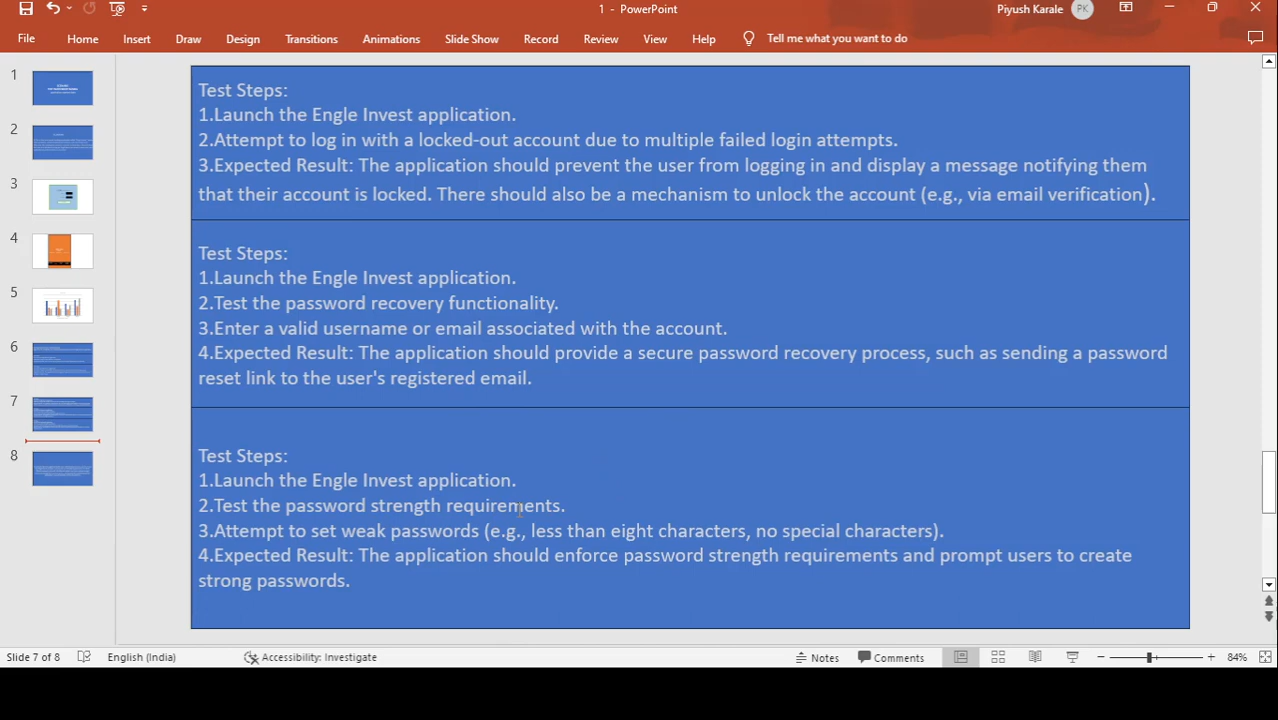 1 - PowerPoint
Piyush Karale PK
File Home Insert Draw Design Transitions Animations Slide Show Record Review View Help Tell me what you want to do
1
2
3
4
5
6
7
8
Test Steps:
1.Launch the Engle Invest application.
2.Attempt to log in with a locked-out account due to multiple failed login attempts.
3.Expected Result: The application should prevent the user from logging in and display a message notifying them
that their account is locked. There should also be a mechanism to unlock the account (e.g., via email verification).
Test Steps:
1.Launch the Engle Invest application.
2.Test the password recovery functionality.
3.Enter a valid username or email associated with the account.
4.Expected Result: The application should provide a secure password recovery process, such as sending a password
reset link to the user's registered email.
Test Steps:
1.Launch the Engle Invest application.
2.Test the password strength requirements.
3.Attempt to set weak passwords (e.g., less than eight characters, no special characters).
4.Expected Result: The application should enforce password strength requirements and prompt users to create
strong passwords.
Slide 7 of 8 English (India) Accessibility: Investigate Notes Comments 84%